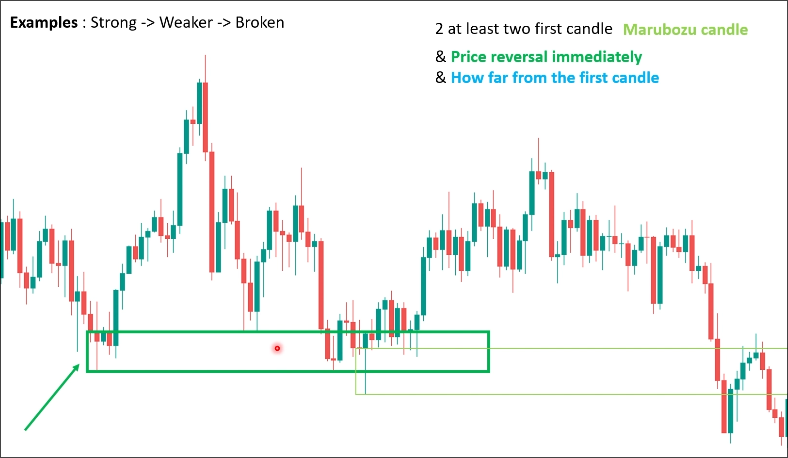 Examples : Strong -> Weaker -> Broken
2 at least two first candle Marubozu candle
& Price reversal immediately
& How far from the first candle